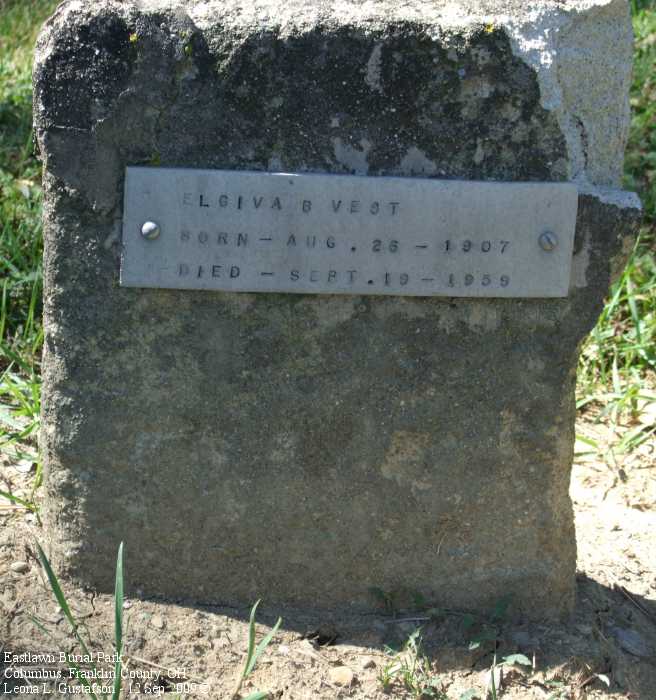 ELGIVA B VEST
BORN - AUG. 26 - 1907
DIED - SEPT. 19 - 1959
Eastlawn Burial Park
Columbus, Franklin County, OH
Leona L. Gustafson - 12 Sep 2009 ©